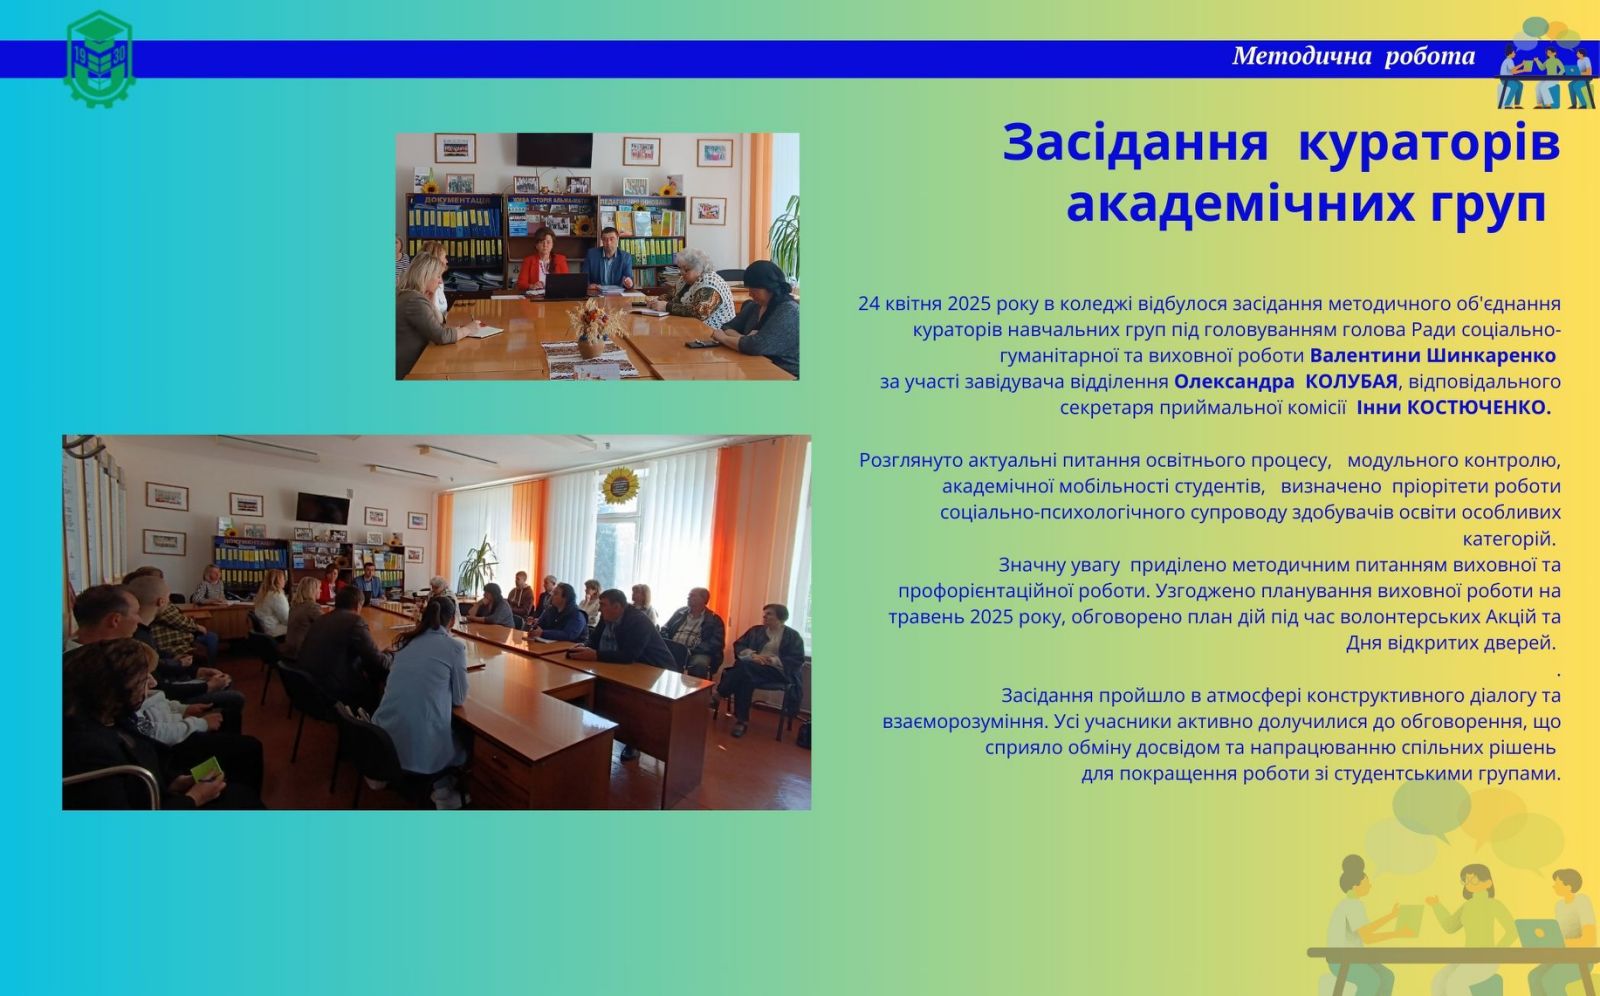 19 30
Методична робота
Засідання кураторів
академічних груп
ДОКУМЕНТАЦІЯ
24 квітня 2025 року в коледжі відбулося засідання методичного об'єднання
кураторів навчальних груп під головуванням голова Ради соціально-
гуманітарної та виховної роботи Валентини Шинкаренко
за участі завідувача відділення Олександра КОЛУБАЯ, відповідального
секретаря приймальної комісії Інни КОСТЮЧЕНКО.
Розглянуто актуальні питання освітнього процесу, модульного контролю,
академічної мобільності студентів, визначено пріорітети роботи
соціально-психологічного супроводу здобувачів освіти особливих
категорій.
Значну увагу приділено методичним питанням виховної та
профорієнтаційної роботи. Узгоджено планування виховної роботи на
травень 2025 року, обговорено план дій під час волонтерських Акцій та
Дня відкритих дверей.
.
Засідання пройшло в атмосфері конструктивного діалогу та
взаєморозуміння. Усі учасники активно долучилися до обговорення, що
сприяло обміну досвідом та напрацюванню спільних рішень
для покращення роботи зі студентськими групами.